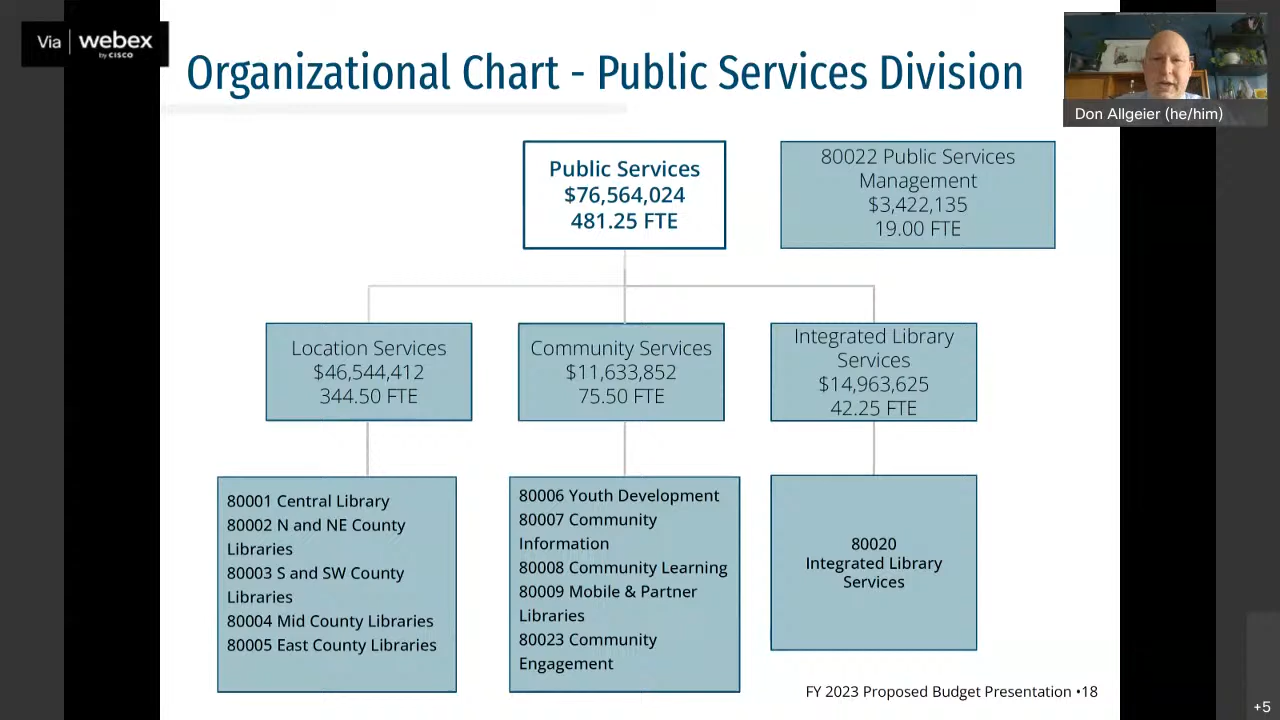 Via webex
by CISCO
Organizational Chart - Public Services Division
Don Allgeier (he/him)
Public Services
$76,564,024
481.25 FTE
80022 Public Services
Management
$3,422,135
19.00 FTE
Location Services
$46,544,412
344.50 FTE
Community Services
$11,633,852
75.50 FTE
Integrated Library
Services
$14,963,625
42.25 FTE
80001 Central Library
80002 N and NE County
Libraries
80003 S and SW County
Libraries
80004 Mid County Libraries
80005 East County Libraries
80006 Youth Development
80007 Community
Information
80008 Community Learning
80009 Mobile & Partner
Libraries
80023 Community
Engagement
80020
Integrated Library
Services
FY 2023 Proposed Budget Presentation •18
+5